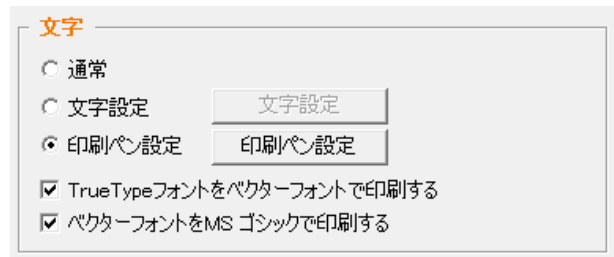 文字
通常
文字設定 文字設定
印刷ペン設定 印刷ペン設定
TrueTypeフォントをベクターフォントで印刷する
ベクターフォントをMS ゴシックで印刷する